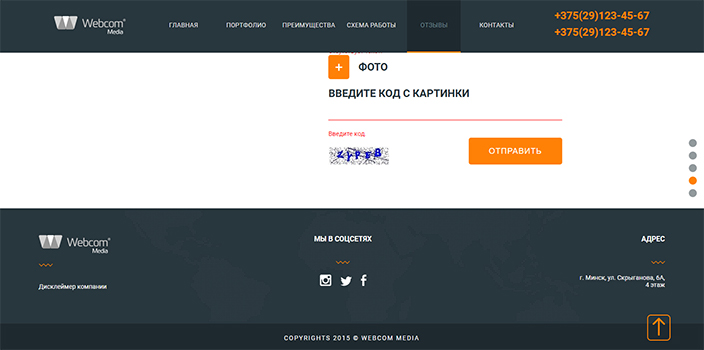 Webcom®
Media
ГЛАВНАЯ
ПОРТФОЛИО
ПРЕИМУЩЕСТВА
СХЕМА РАБОТЫ
ОТЗЫВЫ
КОНТАКТЫ
+375(29)123-45-67
+375(29)123-45-67
+ ФОТО
ВВЕДИТЕ КОД С КАРТИНКИ
Введите код
ОТПРАВИТЬ
Webcom®
Media
Дисклеймер компании
МЫ В СОЦСЕТЯХ
АДРЕС
г. Минск, ул. Скрыганова, 6А,
4 этаж
COPYRIGHTS 2015 © WEBCOM MEDIA